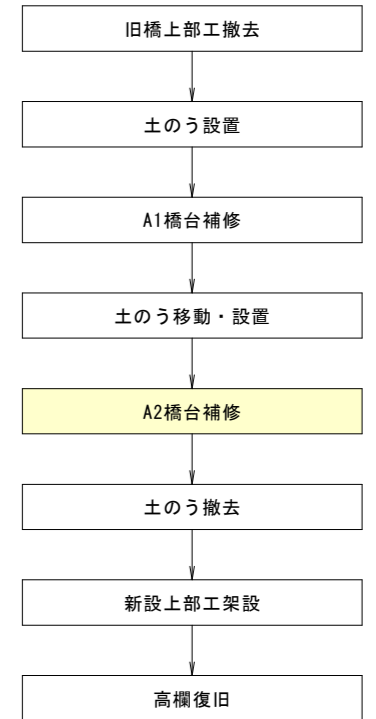 旧橋上部工撤去
土のう設置
A1橋台補修
土のう移動・設置
A2橋台補修
土のう撤去
新設上部工架設
高欄復旧